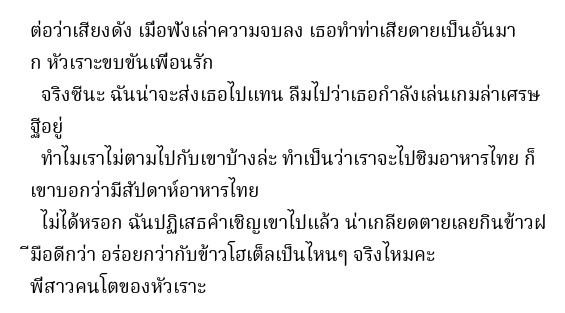 ต่อว่าเสียงดัง เมื่อฟังเล่าความจบลง เธอทำท่าเสียดายเป็นอันมา
ก หัวเราะขบขันเพื่อนรัก
จริงซีนะ ฉันน่าจะส่งเธอไปแทน ลืมไปว่าเธอกำลังเล่นเกมล่าเศรษ
ฐีอยู่
ทำไมเราไม่ตามไปกับเขาบ้างล่ะ ทำเป็นว่าเราจะไปชิมอาหารไทย ก็
เขาบอกว่ามีสัปดาห์อาหารไทย
ไม่ได้หรอก ฉันปฏิเสธคำเชิญเขาไปแล้ว น่าเกลียดตายเลยกินข้าวฝ
ีมือดีกว่า อร่อยกว่ากับข้าวโฮเต็ลเป็นไหนๆ จริงไหมคะ
พี่สาวคนโตของหัวเราะ